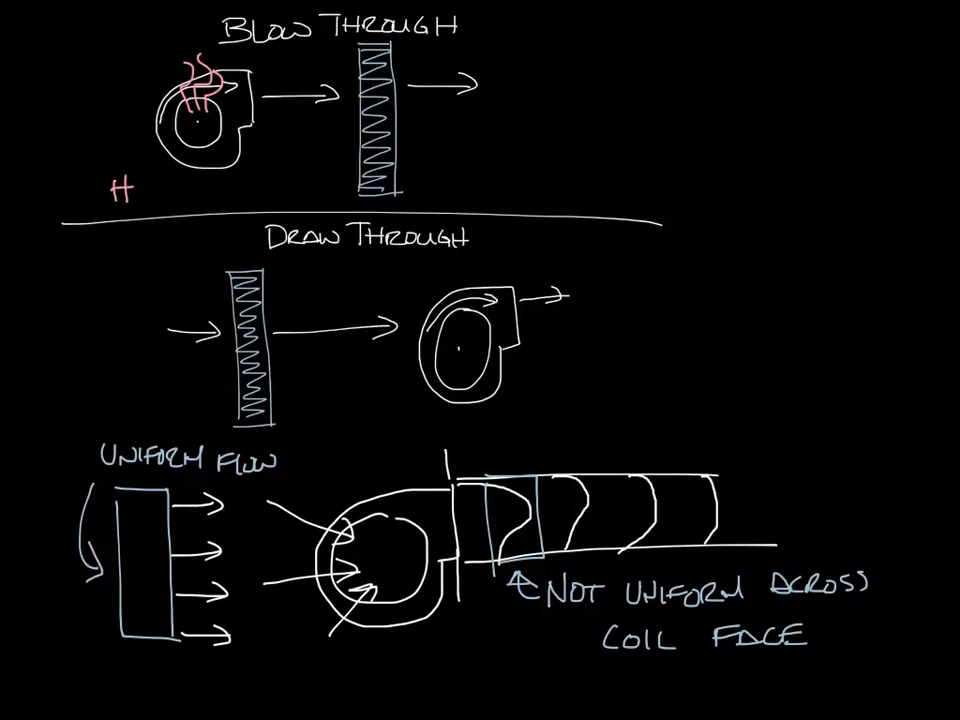 BLOW THROUGH
H
DRAW THROUGH
UNIFORM FLOW
NOT UNIFORM ACROSS
COIL FACE